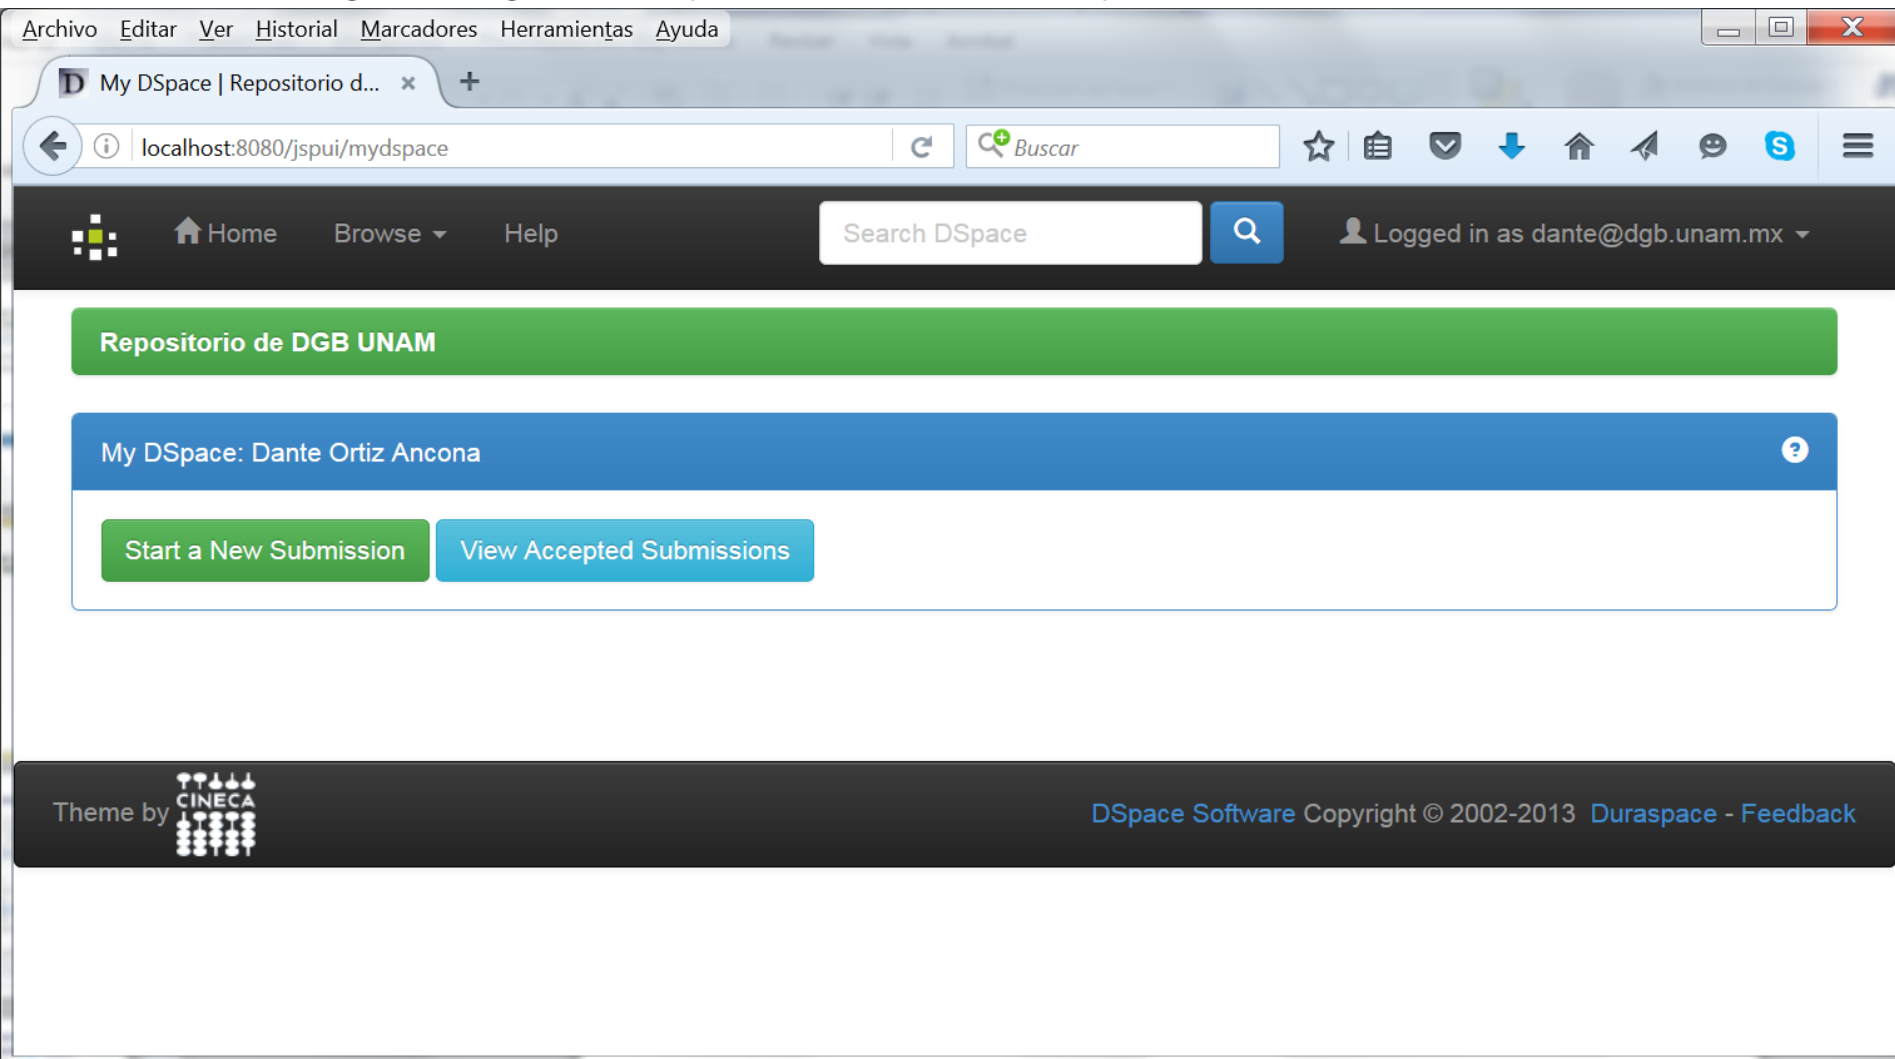 Archivo Editar Ver Historial Marcadores Herramientas Ayuda
My DSpace | Repositorio d...
localhost:8080/jspui/mydspace Buscar
Home Browse Help Search DSpace Logged in as dante@dgb.unam.mx
Repositorio de DGB UNAM
My DSpace: Dante Ortiz Ancona
Start a New Submission View Accepted Submissions
Theme by CINECA DSpace Software Copyright © 2002-2013 Duraspace - Feedback